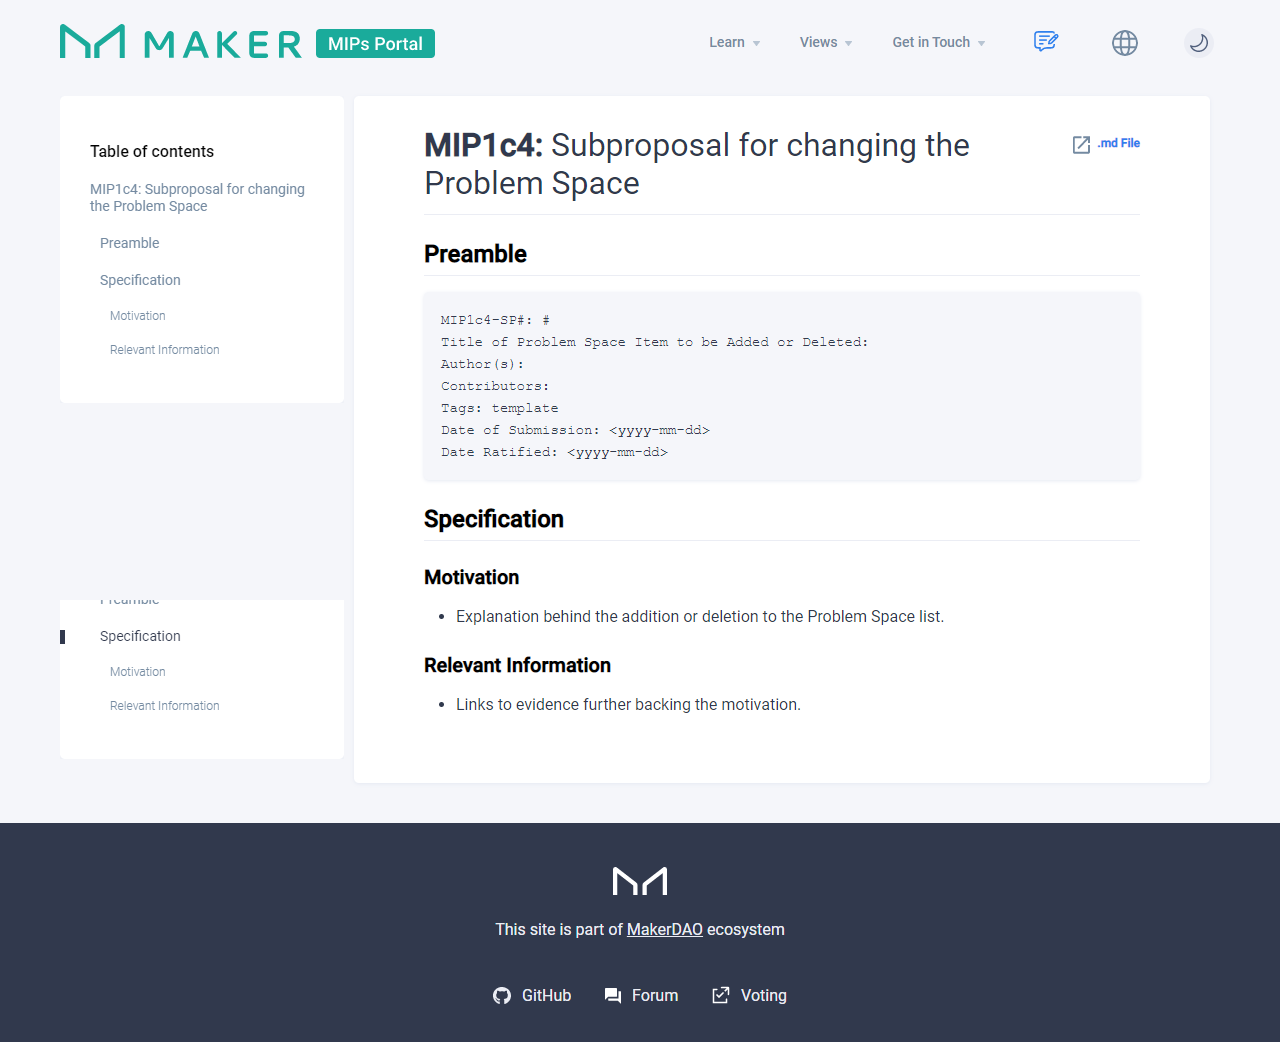 MAKER MIPs Portal
Learn Views Get in Touch
Table of contents
MIP1c4: Subproposal for changing
the Problem Space
Preamble
Specification
Motivation
Relevant Information
MIP1c4: Subproposal for changing the
Problem Space
.md File
Preamble
MIP1c4-SP#: #
Title of Problem Space Item to be Added or Deleted:
Author(s):
Contributors:
Tags: template
Date of Submission: <yyyy-mm-dd>
Date Ratified: <yyyy-mm-dd>
Specification
Motivation
Explanation behind the addition or deletion to the Problem Space list.
Relevant Information
Links to evidence further backing the motivation.
Preamble
Specification
Motivation
Relevant Information
This site is part of MakerDAO ecosystem
GitHub Forum Voting